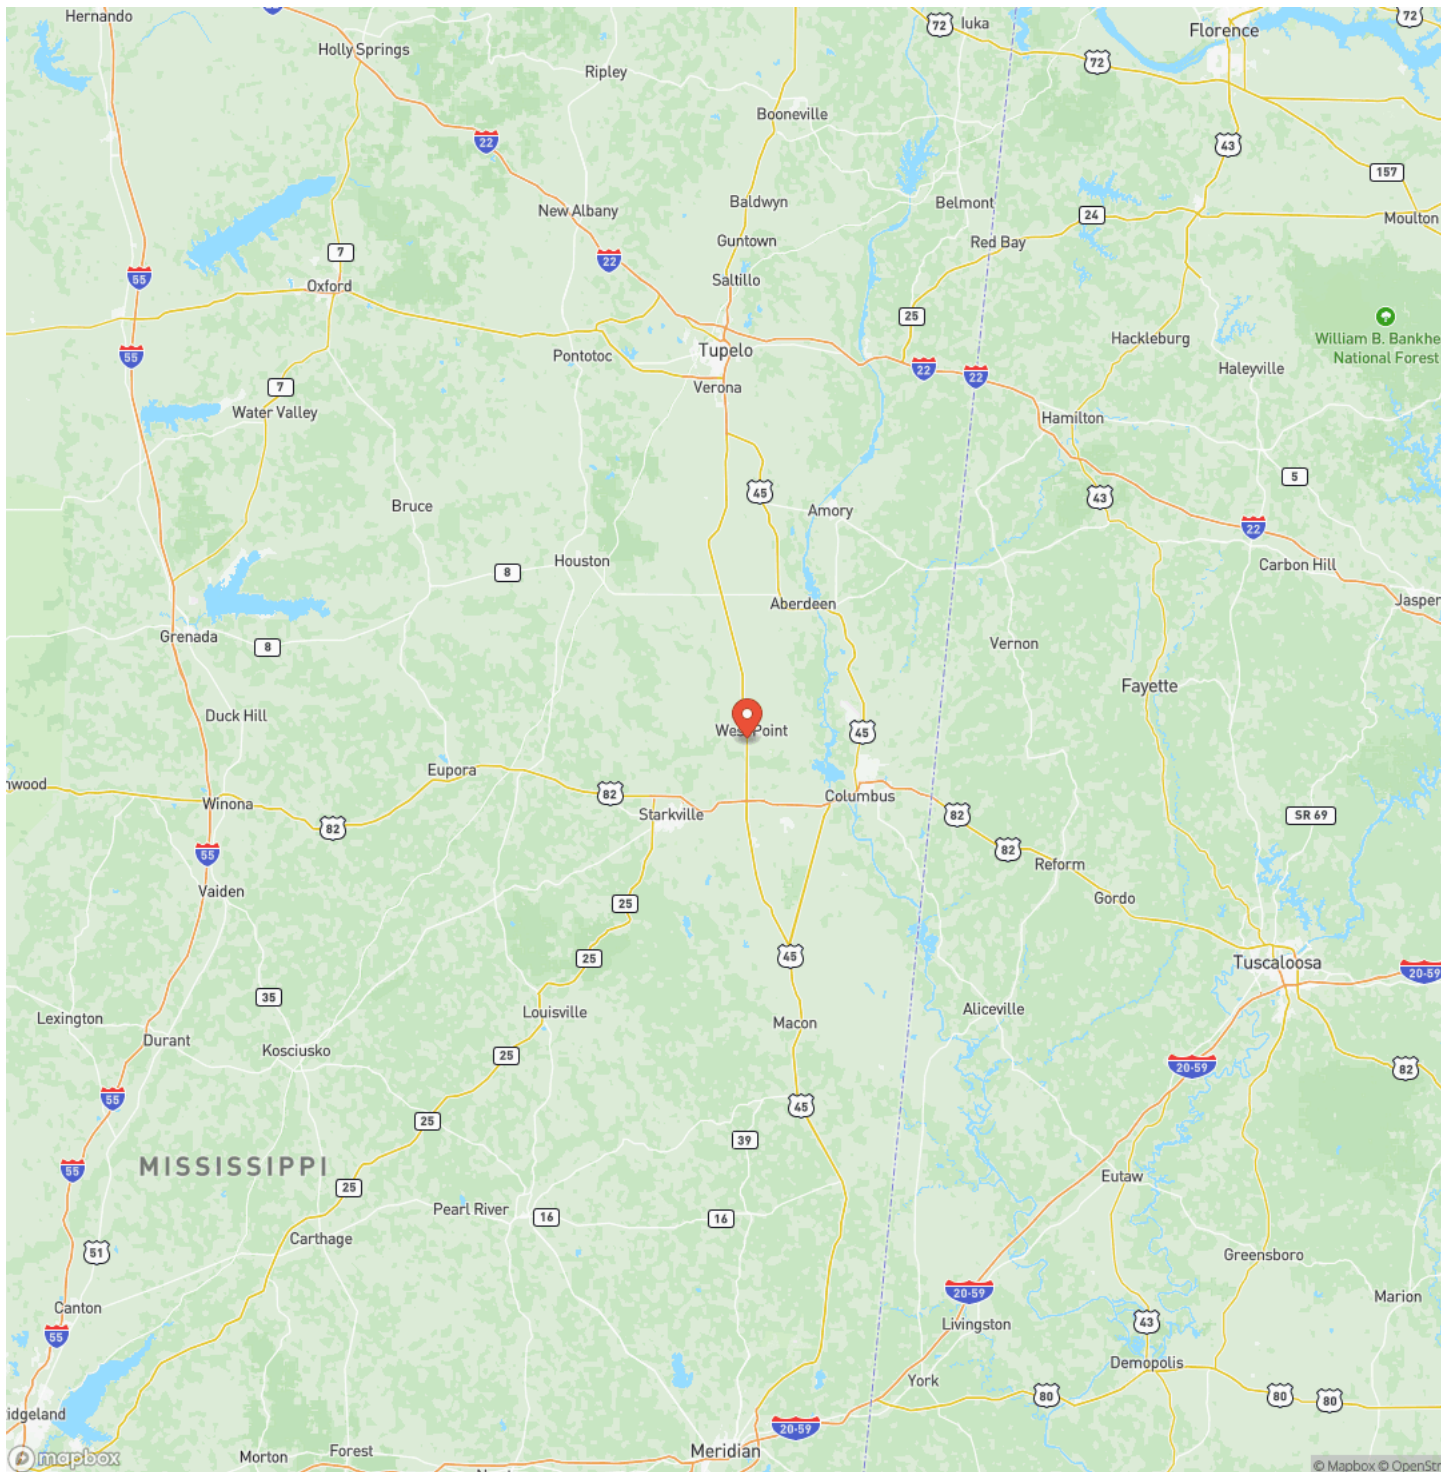 Hernando
72
Iuka
72
Florence
Holly Springs
Ripley
72
22
Booneville
43
157
Baldwyn
Belmont
24
Moulton
New Albany
Guntown
Red Bay
7
22
55
Saltillo
Oxford
25
William B. Bankhe
National Forest
Hackleburg
55
Pontotoc
Tupelo
22
22
Haleyville
7
Verona
Water Valley
Hamilton
5
45
43
Bruce
Amory
22
Houston
8
Carbon Hill
Aberdeen
Jasper
Grenada
8
Vernon
Fayette
Duck Hill
West Point
45
Eupora
nwood
82
Columbus
Winona
Starkville
82
82
SR 69
55
82
Reform
Vaiden
25
Gordo
25
45
Tuscaloosa
20-59
35
Lexington
Louisville
Macon
Aliceville
Durant
Kosciusko
25
20-59
82
55
45
25
39
MISSISSIPPI
55
25
Eutaw
Pearl River
16
16
51
Carthage
Greensboro
20-59
Canton
Marion
55
43
Livingston
Demopolis
York
80
80
80
idgeland
20-59
Morton
Forest
Meridian
mapbox
© Mapbox © OpenStr